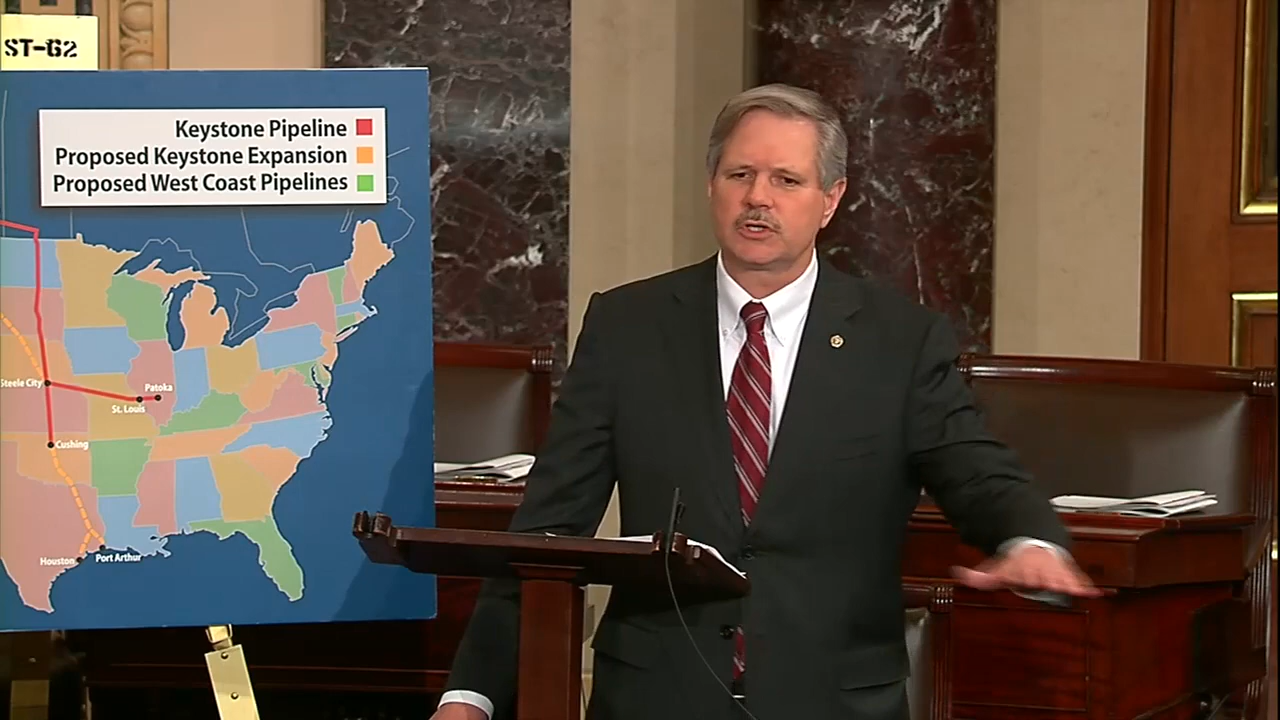 ST-62
Keystone Pipeline
Proposed Keystone Expansion
Proposed West Coast Pipelines
Steele City
Patoka
St. Louis
Cushing
Houston
Port Arthur